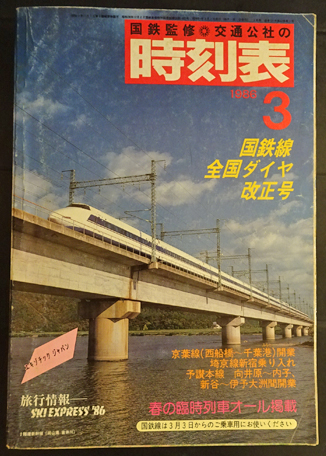 国鉄監修 交通公社の
時刻表
1986
3
国鉄線
全国ダイヤ
改正号
京葉線(西船橋〜千葉港)開業
埼京線新宿乗り入れ
予讃本線 向井原〜内子、
新谷〜伊予大洲間開業
旅行情報
SKI EXPRESS '86
春の臨時列車オール掲載
国鉄線は3月3日からのご乗車用にお使いください